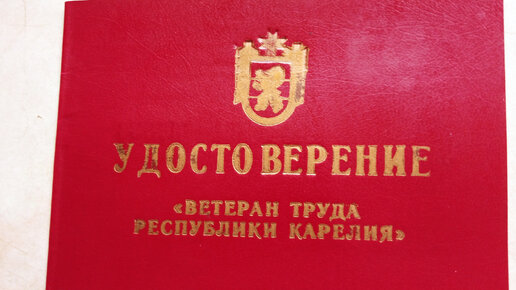 УДОСТОВЕРЕНИЕ
«ВЕТЕРАН ТРУДА
РЕСПУБЛИКИ КАРЕЛИЯ»